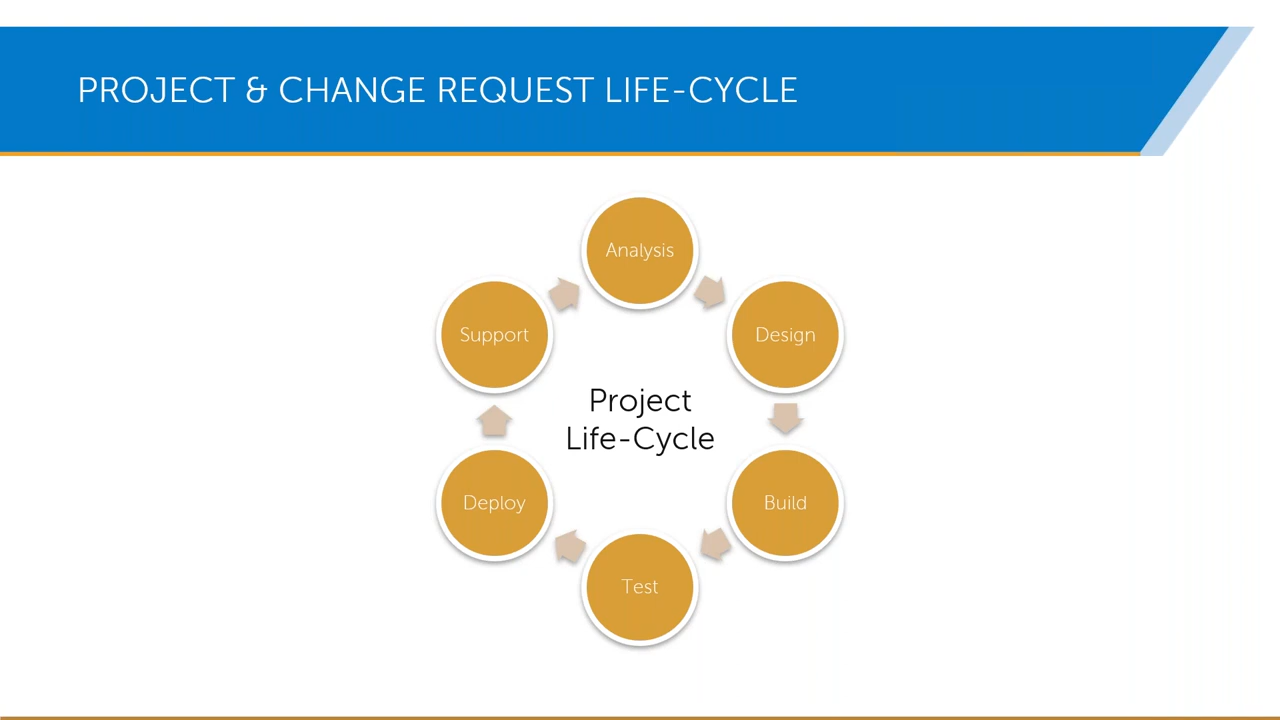 PROJECT & CHANGE REQUEST LIFE-CYCLE
Analysis
Design
Build
Test
Deploy
Support
Project
Life-Cycle